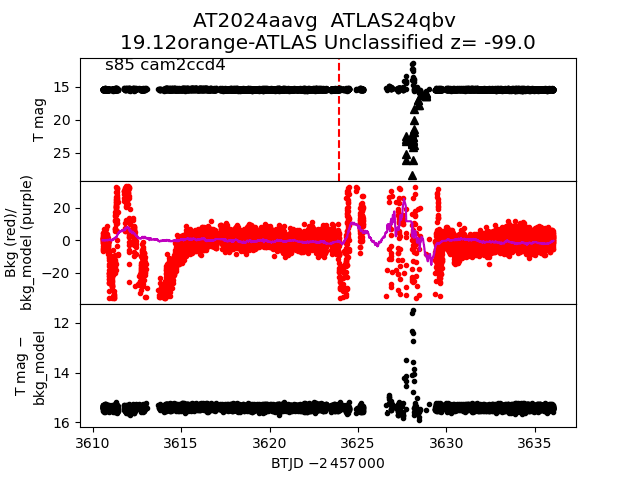 AT2024aavg  ATLAS24qbv
19.12orange-ATLAS Unclassified z= -99.0
s85 cam2ccd4
T mag
15
20
25
Bkg (red)/
bkg_model (purple)
20
0
−20
T mag −
bkg_model
12
14
16
3610 3615 3620 3625 3630 3635
BTJD −2 457 000